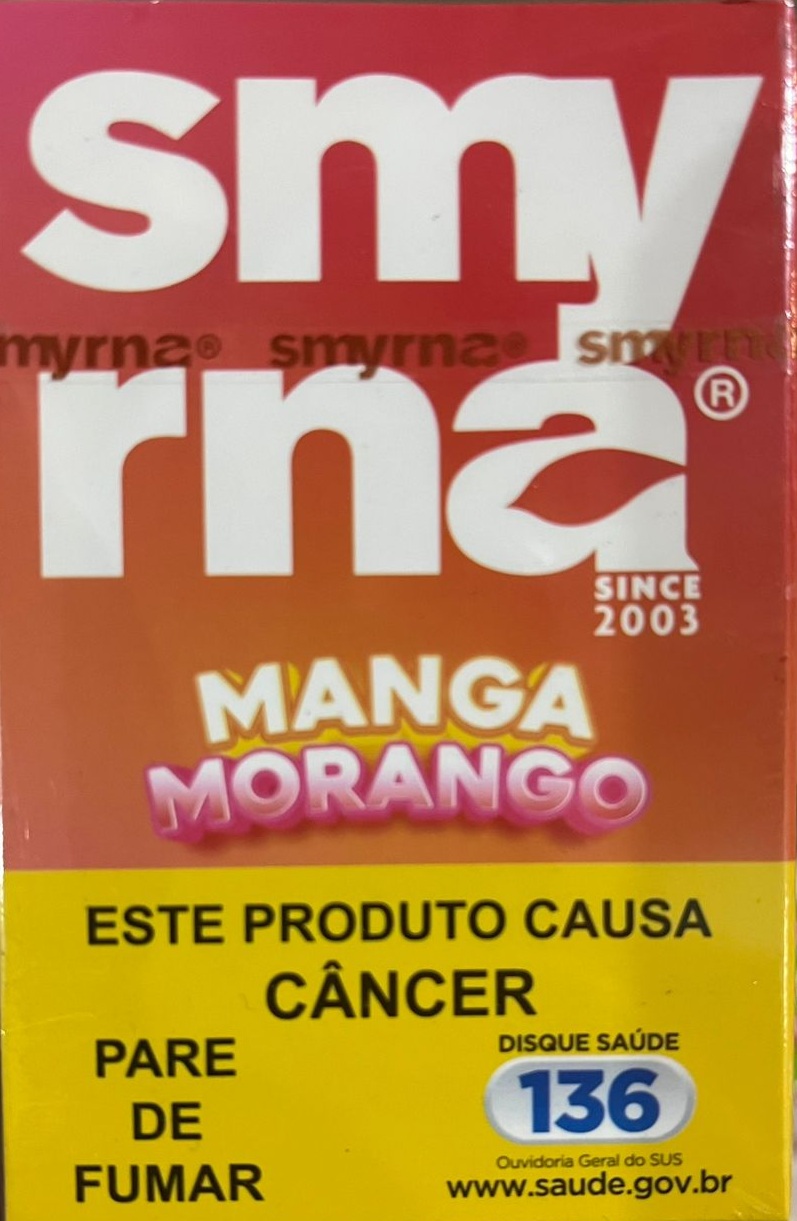 smy
myrna® smyrna® smyrna
rna®
SINCE
2003
MANGA
MORANGO
ESTE PRODUTO CAUSA
CÂNCER
PARE
DE
FUMAR
DISQUE SAÚDE
136
Ouvidoria Geral do SUS
www.saude.gov.br